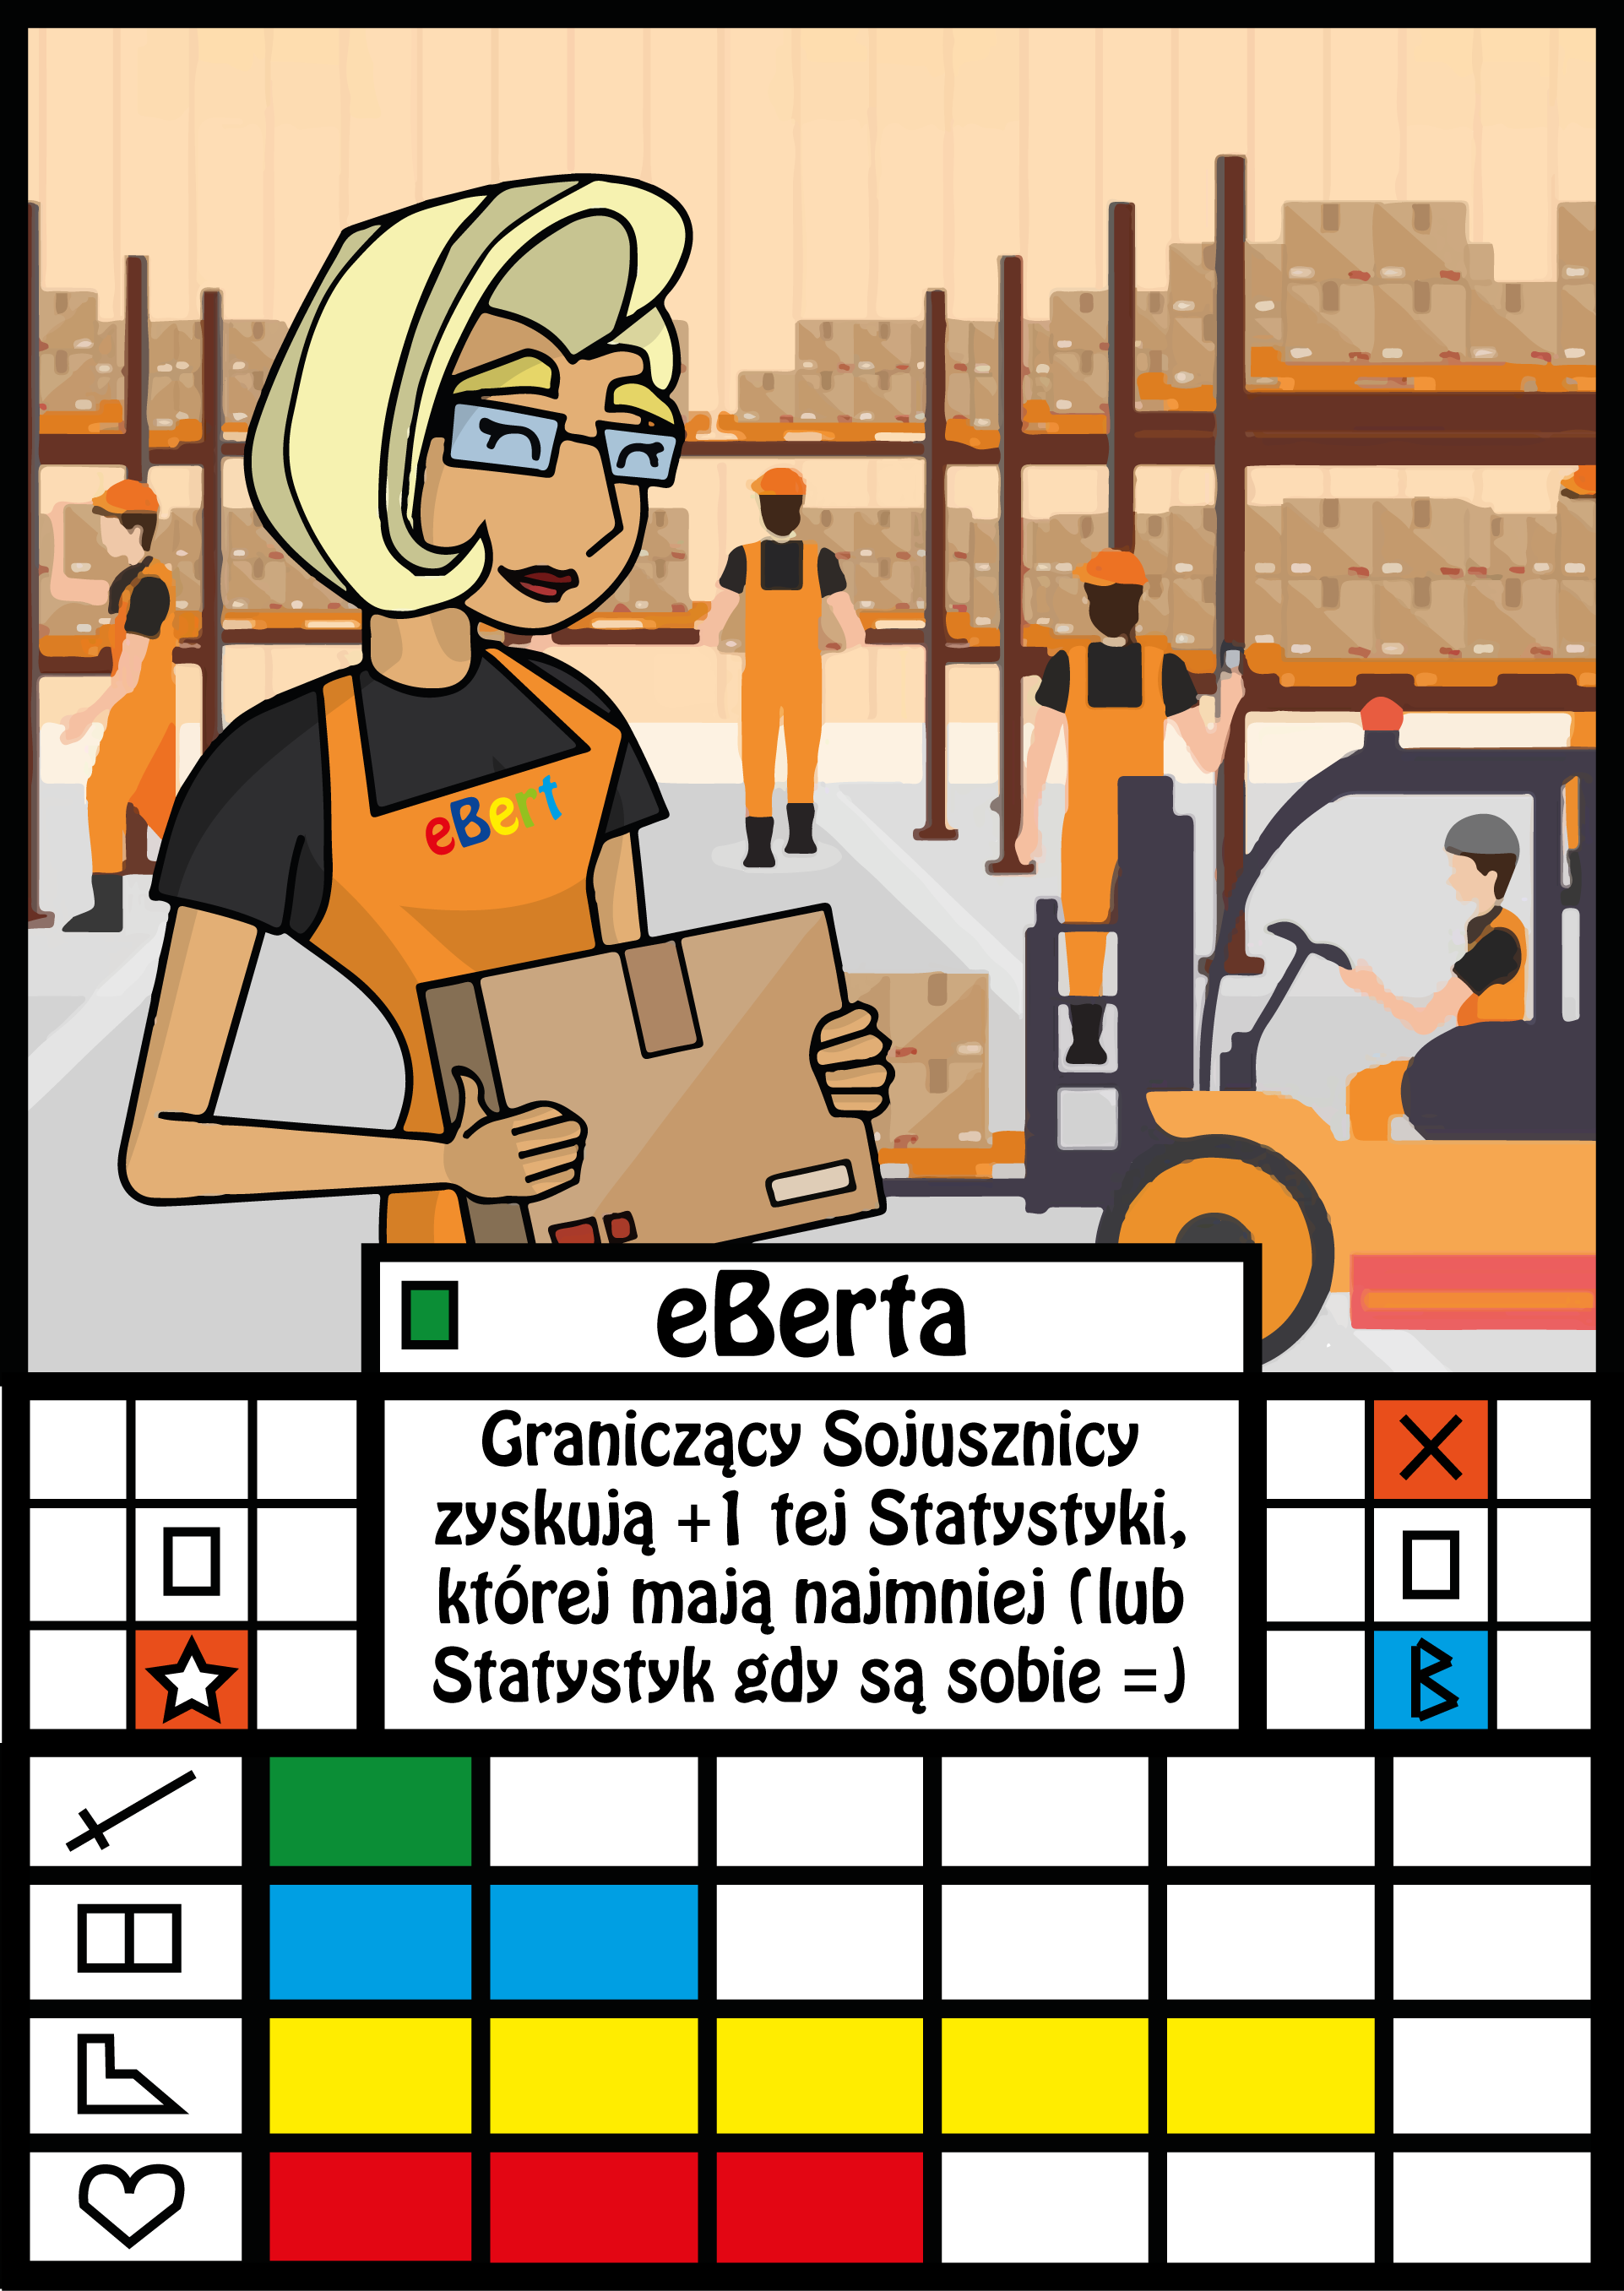 eBert
eBerta
Graniczący Sojusznicy
zyskują +1 tej Statystyki,
której mają najmniej (lub
Statystyk gdy są sobie =)